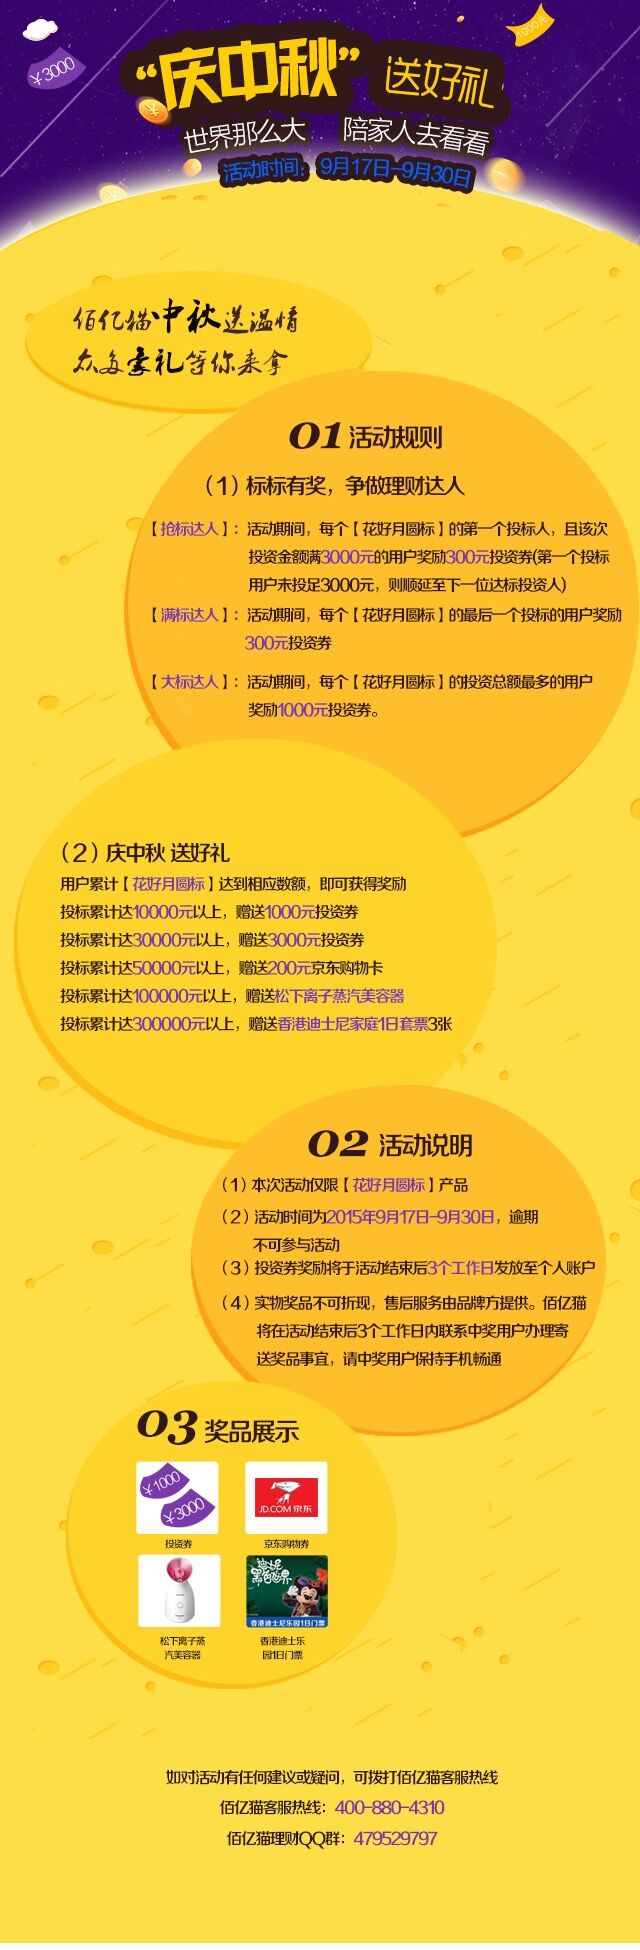 ¥3000
1000元
“庆中秋” 送好礼
世界那么大 陪家人去看看
活动时间：9月17日-9月30日
佰亿猫中秋送温情
众多豪礼等你来拿
01 活动规则
（1）标标有奖，争做理财达人
【抢标达人】：活动期间，每个【花好月圆标】的第一个投标人，且该次
投资金额满3000元的用户奖励300元投资券(第一个投标
用户未投足3000元，则顺延至下一位达标投资人)
【满标达人】：活动期间，每个【花好月圆标】的最后一个投标的用户奖励
300元投资券
【大标达人】：活动期间，每个【花好月圆标】的投资总额最多的用户
奖励1000元投资券。
（2）庆中秋 送好礼
用户累计【花好月圆标】达到相应数额，即可获得奖励
投标累计达10000元以上，赠送1000元投资券
投标累计达30000元以上，赠送3000元投资券
投标累计达50000元以上，赠送200元京东购物卡
投标累计达100000元以上，赠送松下离子蒸汽美容器
投标累计达300000元以上，赠送香港迪士尼家庭1日套票3张
02 活动说明
（1）本次活动仅限【花好月圆标】产品
（2）活动时间为2015年9月17日-9月30日，逾期
不可参与活动
（3）投资券奖励将于活动结束后3个工作日发放至个人账户
（4）实物奖品不可折现，售后服务由品牌方提供。佰亿猫
将在活动结束后3个工作日内联系中奖用户办理寄
送奖品事宜，请中奖用户保持手机畅通
03 奖品展示
¥1000
¥3000
JD.COM 京东
投资券
京东购物券
迪士尼
黑色世界
香港迪士尼乐园1日门票
松下离子蒸
汽美容器
香港迪士乐
园1日门票
如对活动有任何建议或疑问，可拨打佰亿猫客服热线
佰亿猫客服热线：400-880-4310
佰亿猫理财QQ群：479529797